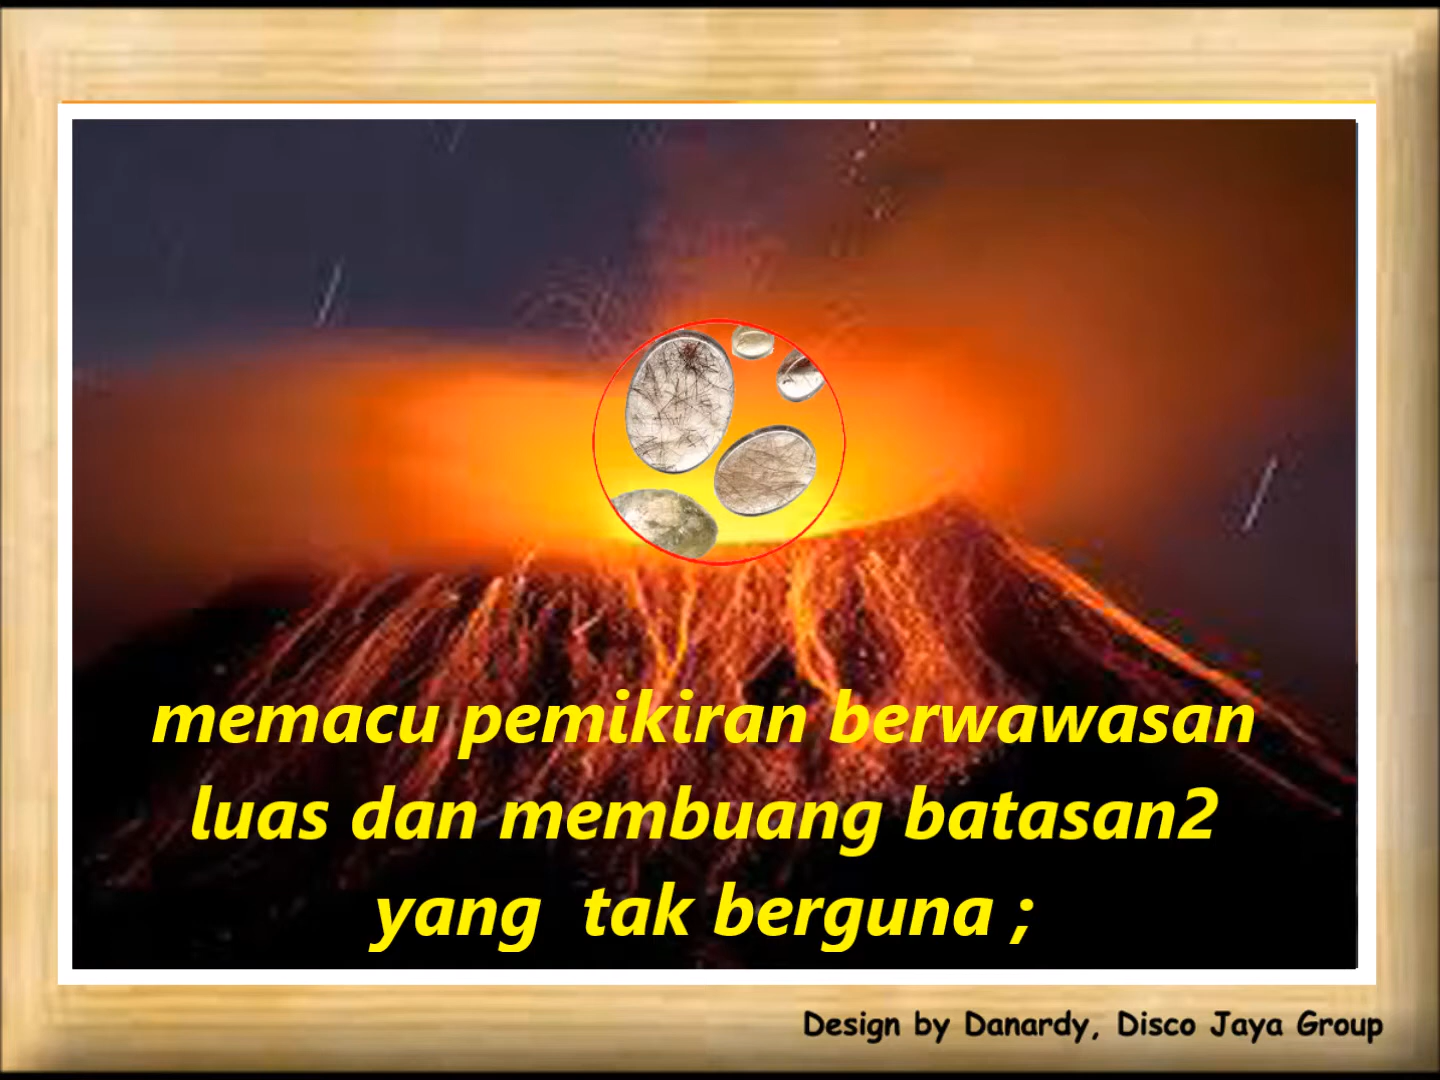 memacu pemikiran berwawasan
luas dan membuang batasan2
yang tak berguna ;
Design by Danardy, Disco Jaya Group